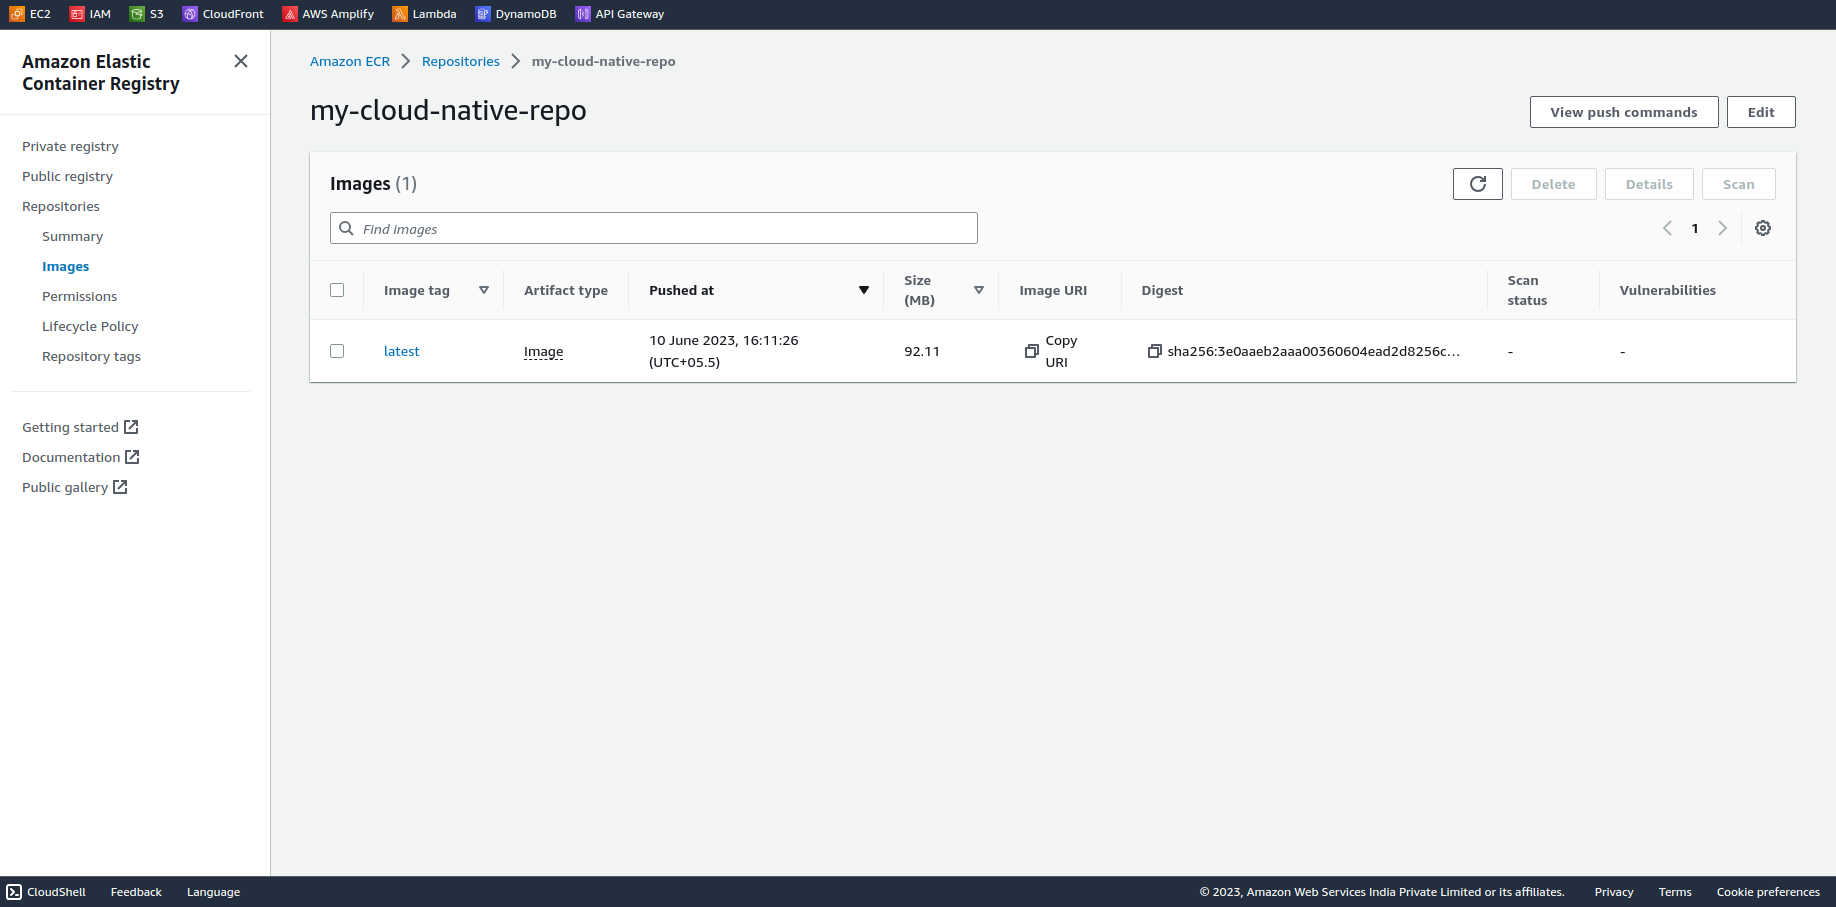 EC2 IAM S3 CloudFront AWS Amplify Lambda DynamoDB API Gateway
Amazon Elastic
Container Registry
Private registry
Public registry
Repositories
Summary
Images
Permissions
Lifecycle Policy
Repository tags
Getting started
Documentation
Public gallery
Amazon ECR Repositories my-cloud-native-repo
my-cloud-native-repo
View push commands Edit
Images (1)
Delete Details Scan
Find images
1
Image tag Artifact type Pushed at Size (MB) Image URI Digest Scan status Vulnerabilities
latest Image 10 June 2023, 16:11:26 (UTC+05.5) 92.11 Copy URI sha256:3e0aaeb2aaa00360604ead2d8256c... - -
CloudShell Feedback Language © 2023, Amazon Web Services India Private Limited or its affiliates. Privacy Terms Cookie preferences